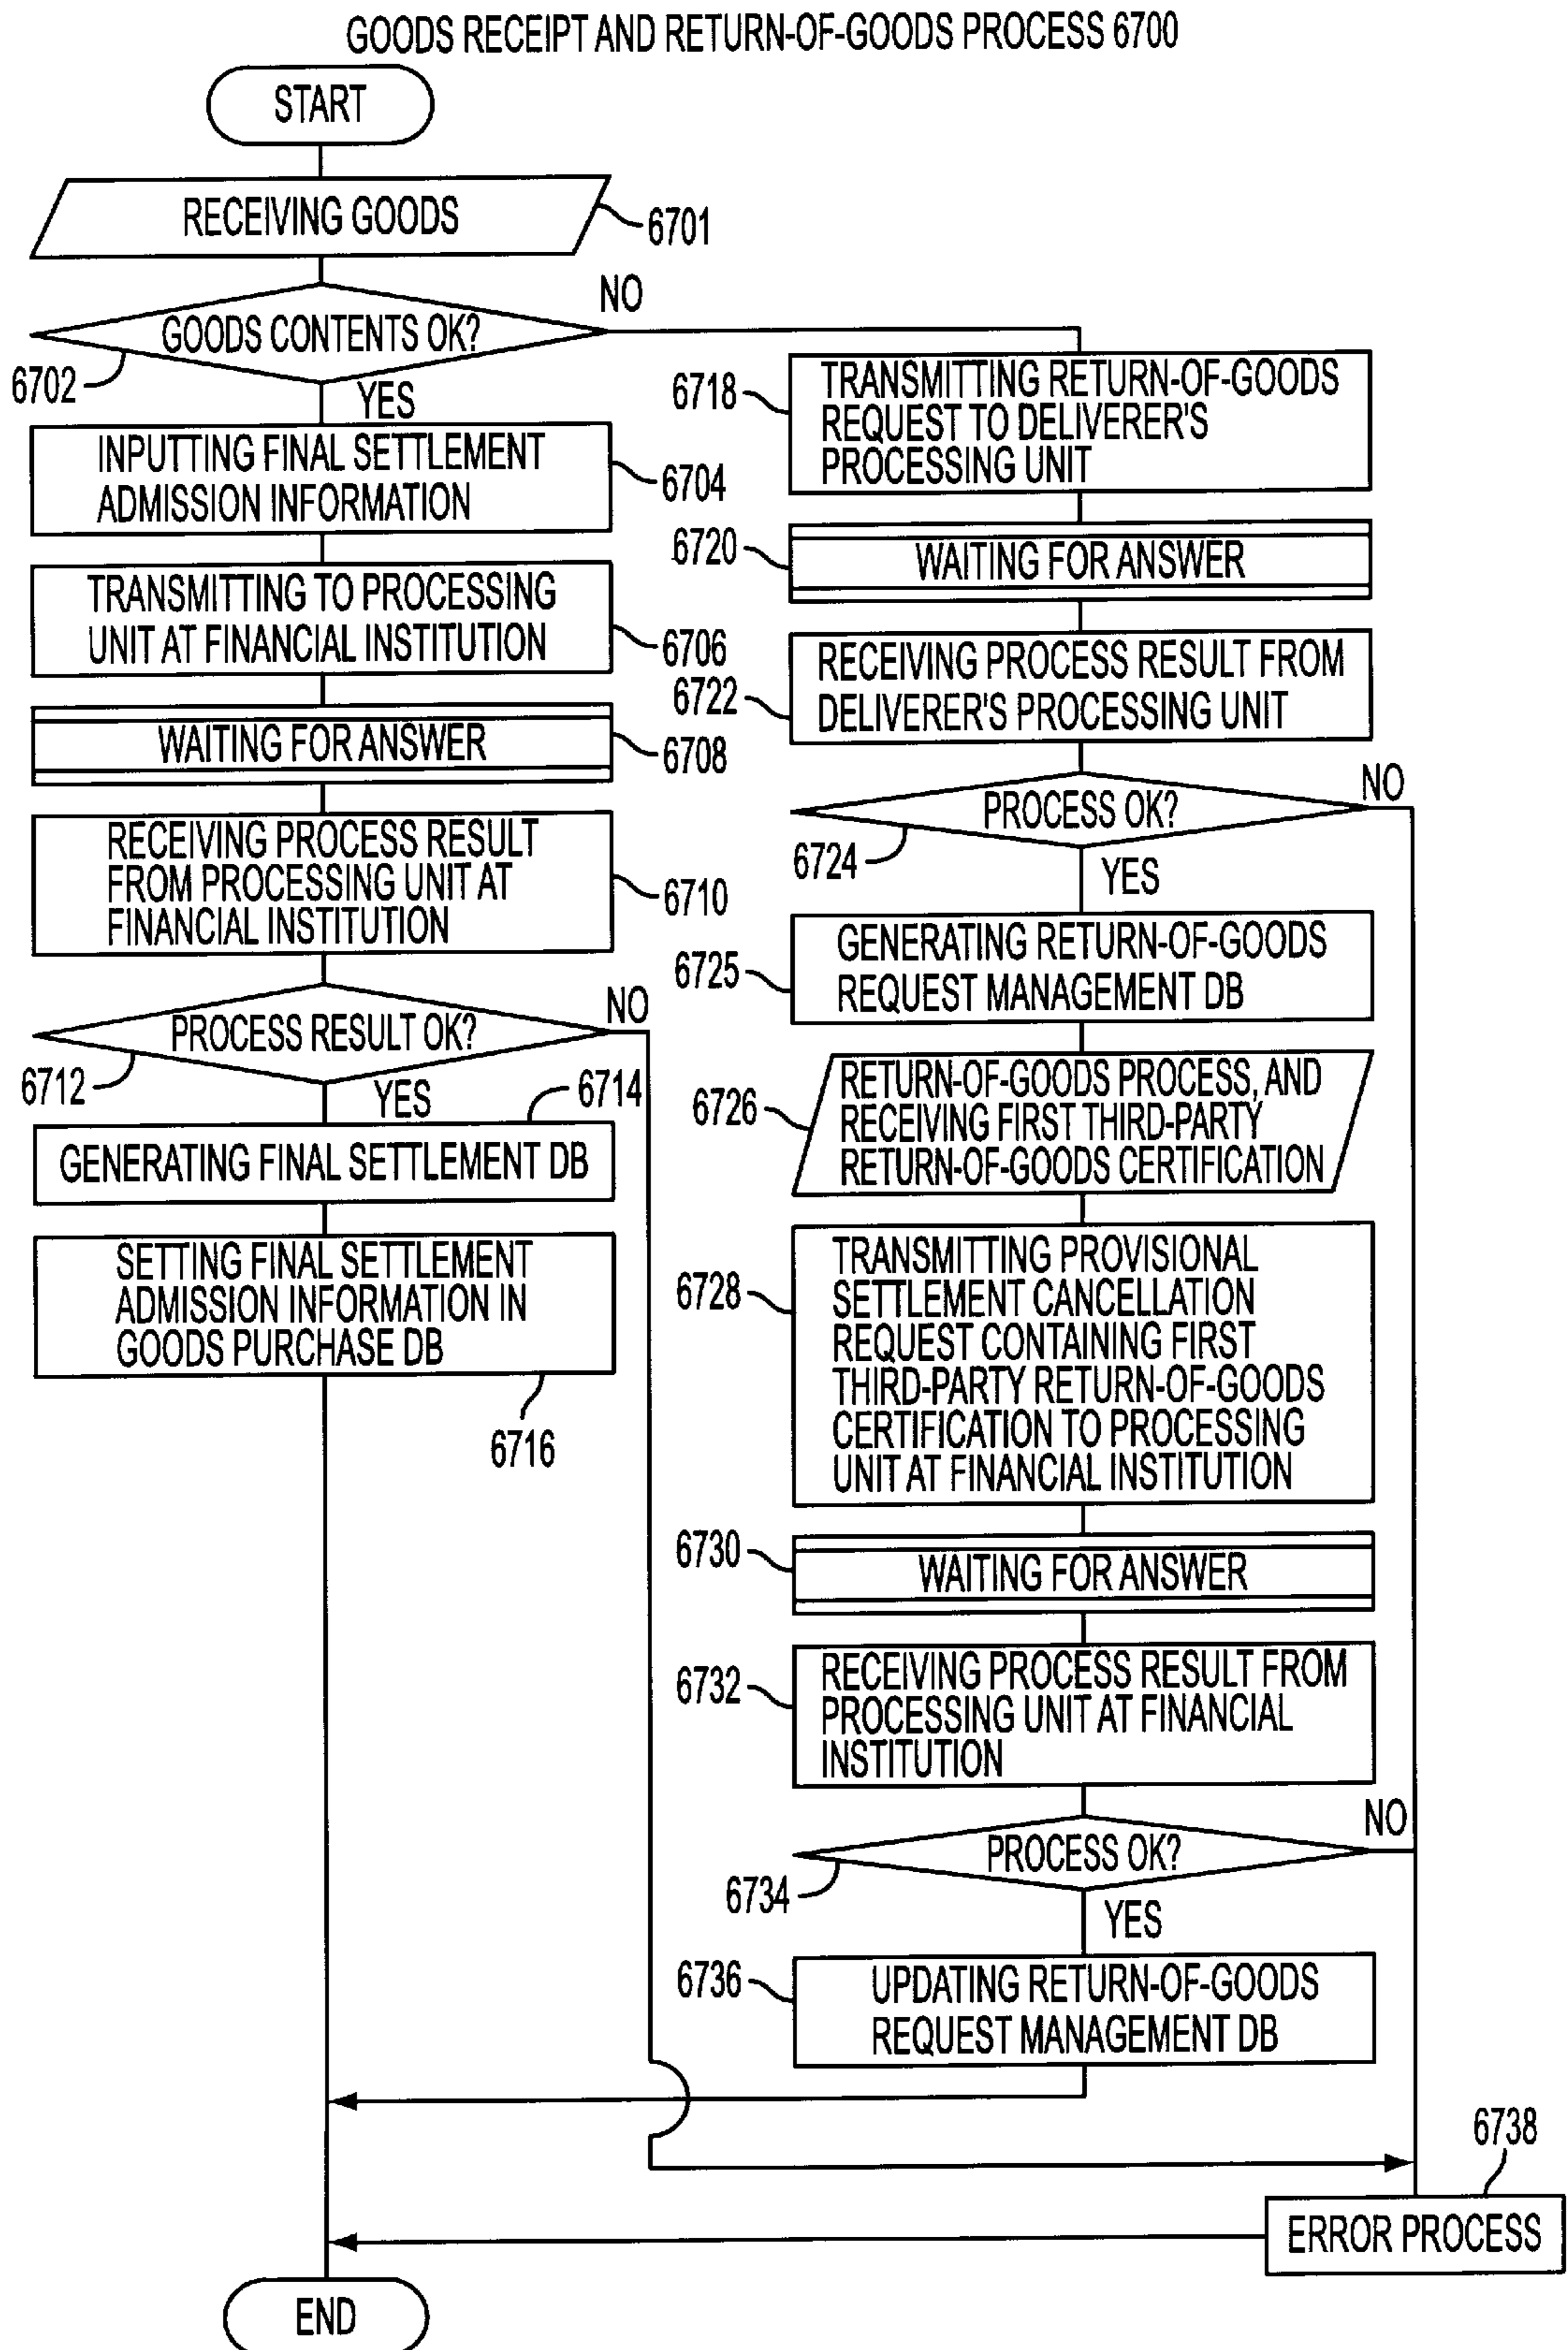 GOODS RECEIPT AND RETURN-OF-GOODS PROCESS 6700
START
RECEIVING GOODS
6701
GOODS CONTENTS OK?
NO
6702
YES
INPUTTING FINAL SETTLEMENT
ADMISSION INFORMATION
6704
TRANSMITTING TO PROCESSING
UNIT AT FINANCIAL INSTITUTION
6706
WAITING FOR ANSWER
6708
RECEIVING PROCESS RESULT
FROM PROCESSING UNIT AT
FINANCIAL INSTITUTION
6710
PROCESS RESULT OK?
NO
6712
YES
6714
GENERATING FINAL SETTLEMENT DB
SETTING FINAL SETTLEMENT
ADMISSION INFORMATION IN
GOODS PURCHASE DB
6716
6718
TRANSMITTING RETURN-OF-GOODS
REQUEST TO DELIVERER'S
PROCESSING UNIT
6720
WAITING FOR ANSWER
6722
RECEIVING PROCESS RESULT FROM
DELIVERER'S PROCESSING UNIT
PROCESS OK?
NO
6724
YES
6725
GENERATING RETURN-OF-GOODS
REQUEST MANAGEMENT DB
6726
RETURN-OF-GOODS PROCESS, AND
RECEIVING FIRST THIRD-PARTY
RETURN-OF-GOODS CERTIFICATION
6728
TRANSMITTING PROVISIONAL
SETTLEMENT CANCELLATION
REQUEST CONTAINING FIRST
THIRD-PARTY RETURN-OF-GOODS
CERTIFICATION TO PROCESSING
UNIT AT FINANCIAL INSTITUTION
6730
WAITING FOR ANSWER
6732
RECEIVING PROCESS RESULT FROM
PROCESSING UNIT AT FINANCIAL
INSTITUTION
PROCESS OK?
NO
6734
YES
6736
UPDATING RETURN-OF-GOODS
REQUEST MANAGEMENT DB
6738
ERROR PROCESS
END